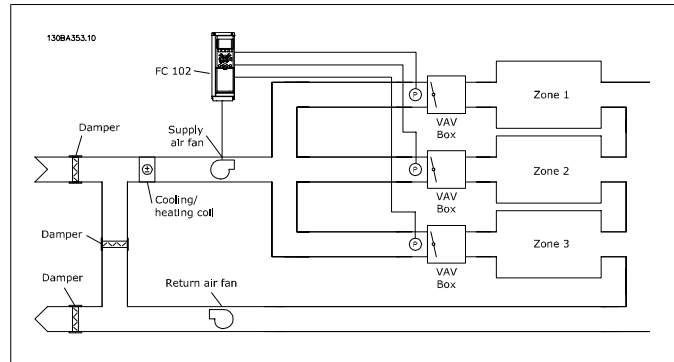 130BA353.10
FC 102
Damper
Supply
air fan
Cooling/
heating coil
Damper
Damper
Return air fan
P
VAV
Box
Zone 1
P
VAV
Box
Zone 2
P
VAV
Box
Zone 3